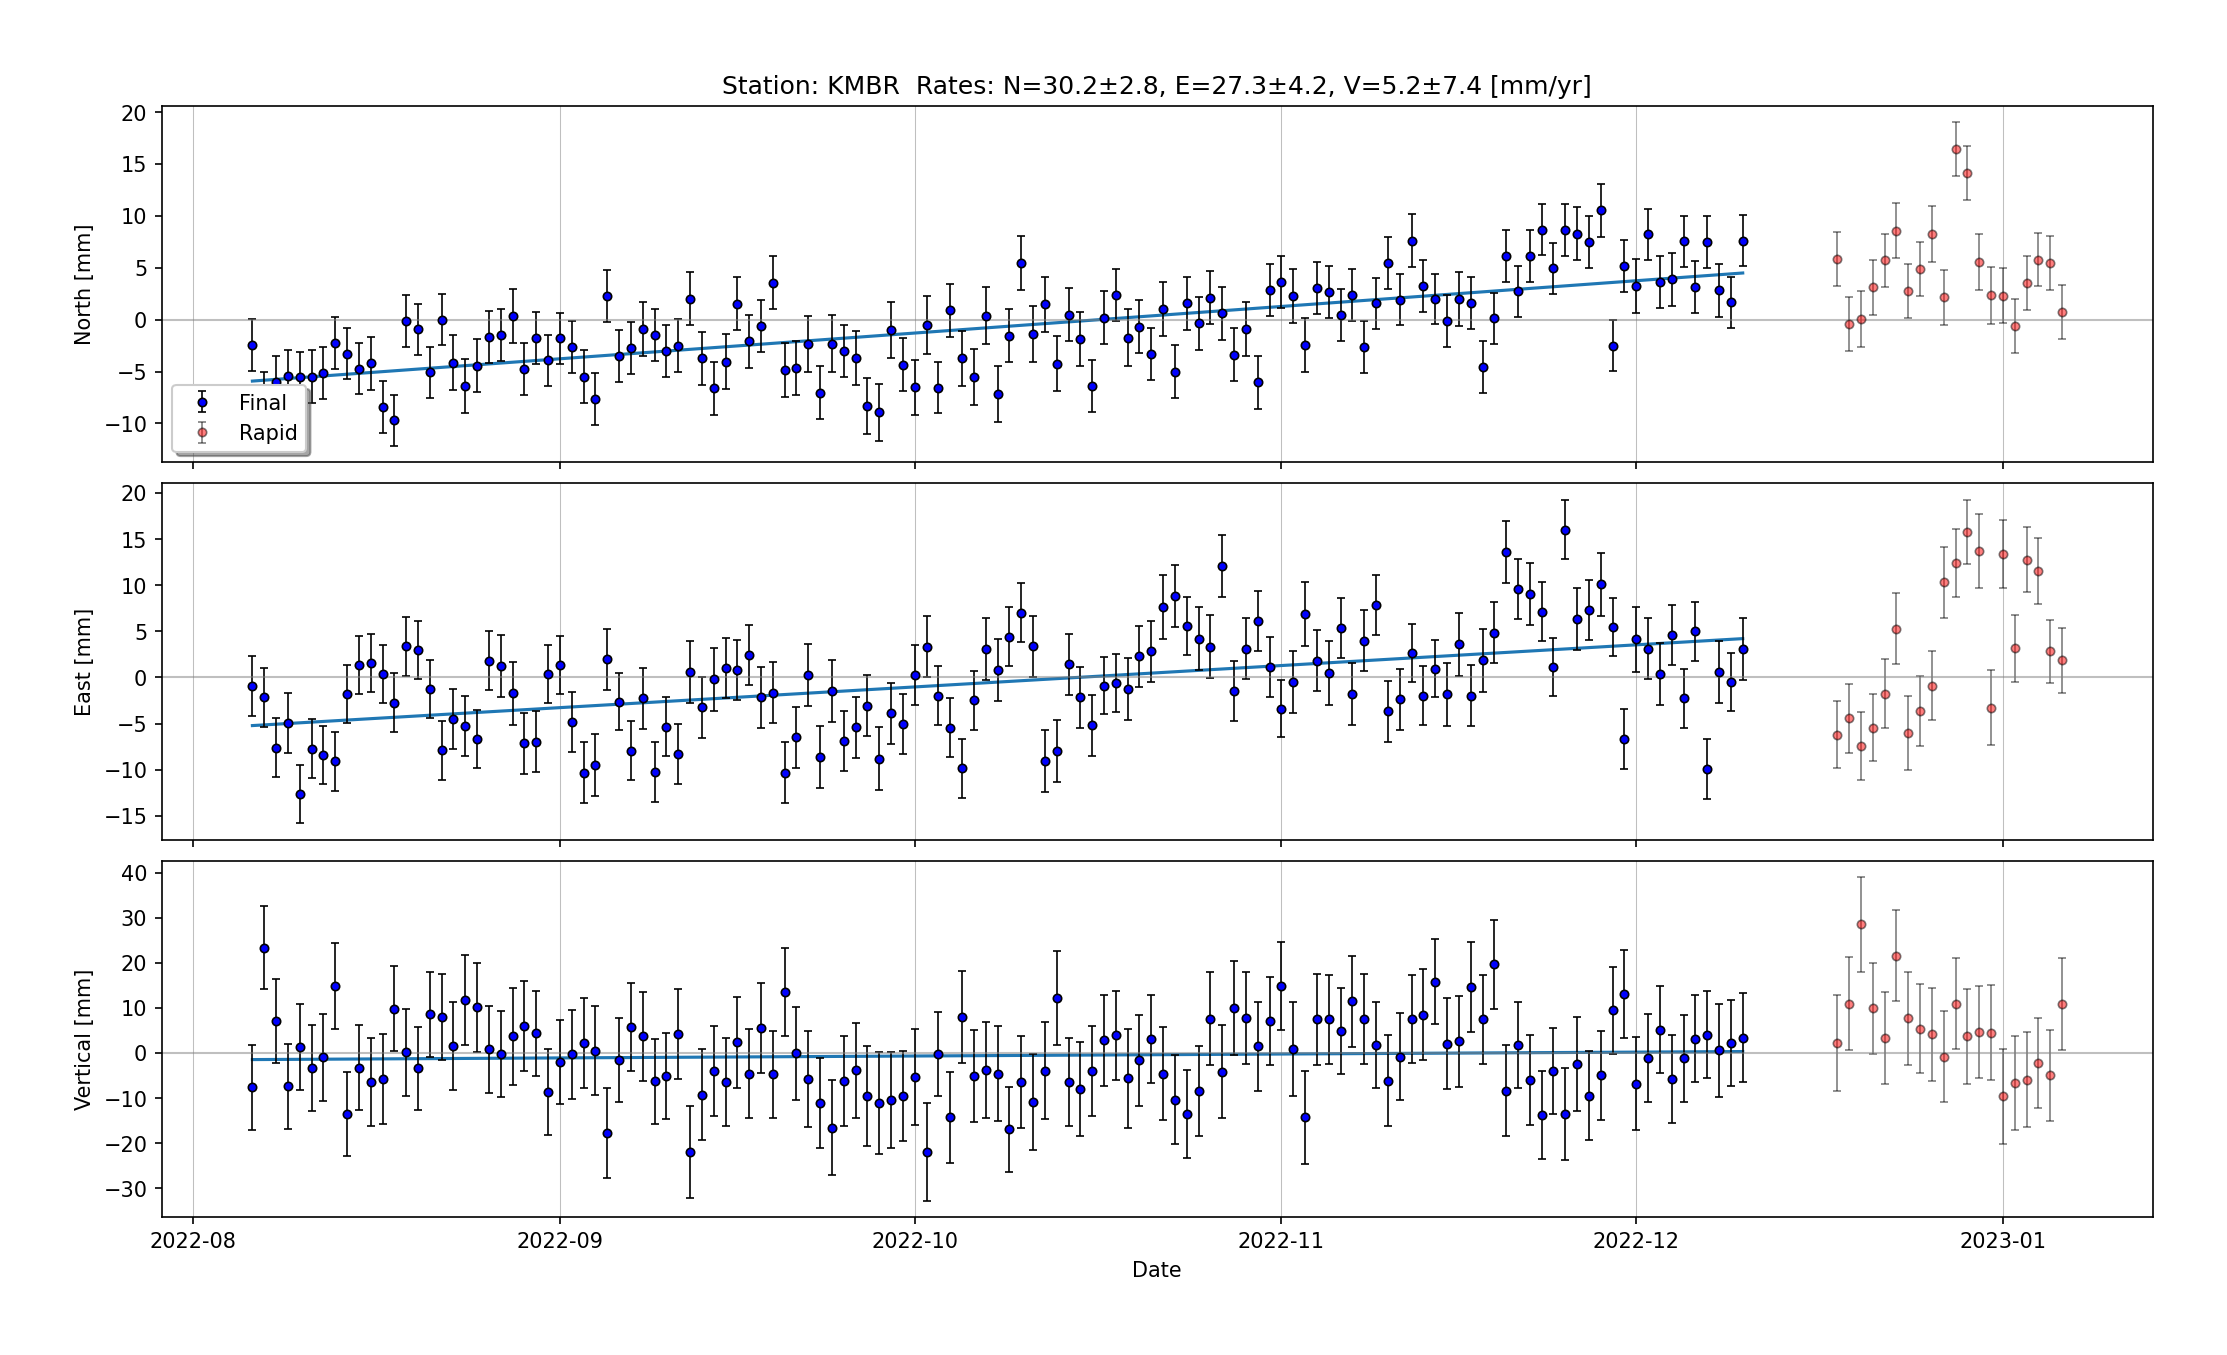 Station: KMBR  Rates: N=30.2±2.8, E=27.3±4.2, V=5.2±7.4 [mm/yr]
20
15
10
5
0
−5
−10
North [mm]
Final
Rapid
20
15
10
5
0
−5
−10
−15
East [mm]
40
30
20
10
0
−10
−20
−30
Vertical [mm]
2022-08 2022-09 2022-10 2022-11 2022-12 2023-01
Date